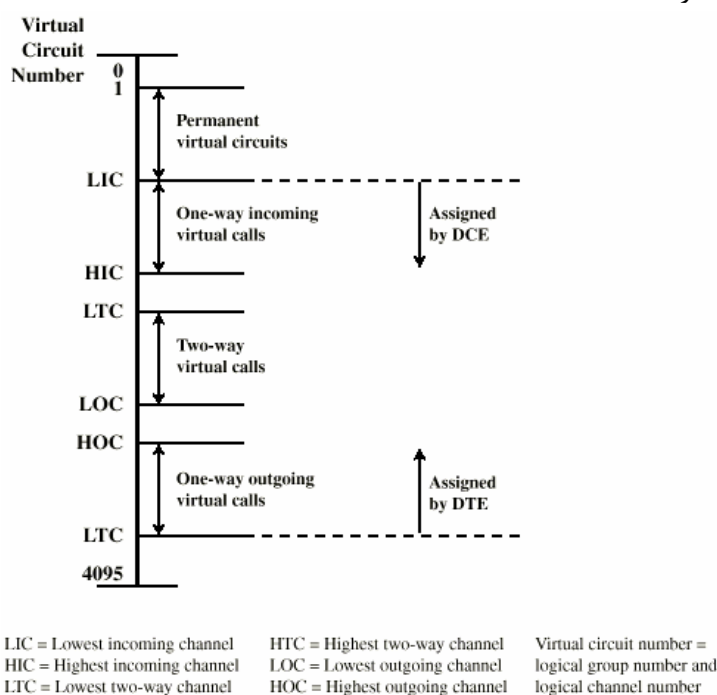 Virtual
Circuit
Number
0
1
Permanent
virtual circuits
LIC
One-way incoming
virtual calls
Assigned
by DCE
HIC
LTC
Two-way
virtual calls
LOC
HOC
One-way outgoing
virtual calls
Assigned
by DTE
LTC
4095
LIC = Lowest incoming channel
HIC = Highest incoming channel
LTC = Lowest two-way channel
HTC = Highest two-way channel
LOC = Lowest outgoing channel
HOC = Highest outgoing channel
Virtual circuit number =
logical group number and
logical channel number